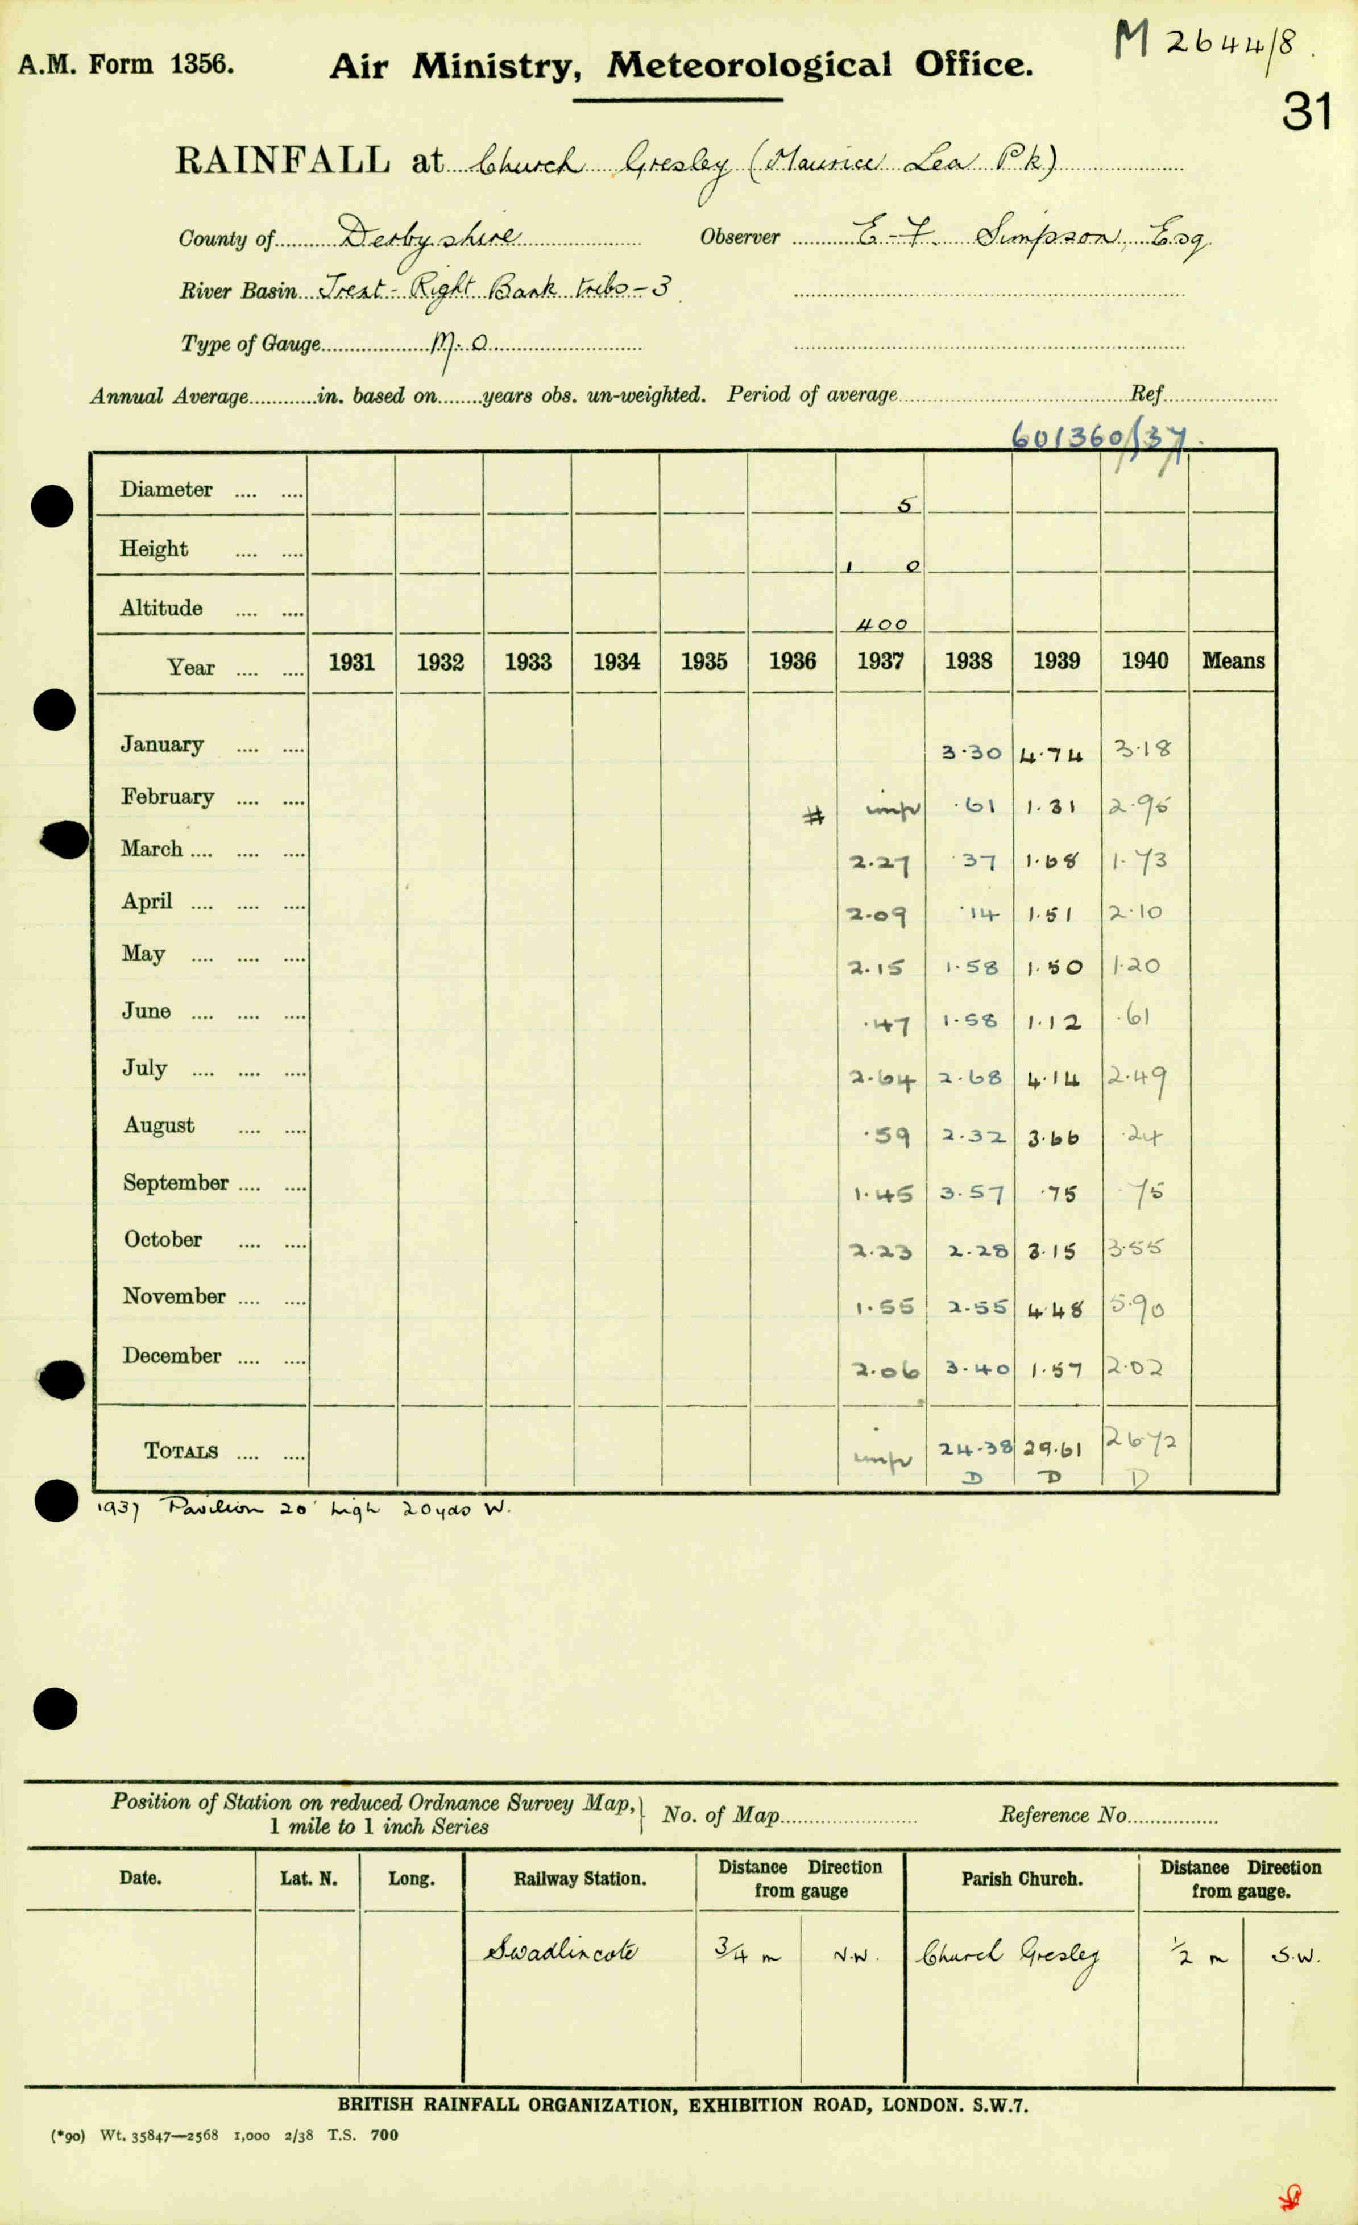 M 2644/8.
A.M. Form 1356. Air Ministry, Meteorological Office.
31
RAINFALL at Church Gresley (Maurice Lea Pk)
County of Derbyshire Observer E-F. Simpson, Esq.
River Basin Trent - Right Bank tribs - 3
Type of Gauge M.O
Annual Average in. based on years obs. un-weighted. Period of average Ref.
601360/37.
Diameter .... .... 5
Height .... .... 1 0
Altitude .... .... 400
Year .... .... 1931 1932 1933 1934 1935 1936 1937 1938 1939 1940 Means
January .... .... 3.30 4.74 3.18
February .... .... # imp .61 1.31 2.95
March .... .... .... 2.27 .37 1.68 1.73
April .... .... .... 2.09 .14 1.51 2.10
May .... .... .... 2.15 1.58 1.50 1.20
June .... .... .... .47 1.58 1.12 .61
July .... .... .... 2.64 2.68 4.14 2.49
August .... .... .59 2.32 3.66 .24
September .... .... 1.45 3.57 .75 .75
October .... .... 2.23 2.28 3.15 3.55
November .... .... 1.55 2.55 4.48 5.90
December .... .... 2.06 3.40 1.57 2.02
TOTALS .... .... imp 24.38 29.61 26.72
D D D
1937 Pavilion 20' high 20yds W.
Position of Station on reduced Ordnance Survey Map, No. of Map Reference No.
1 mile to 1 inch Series
Date. Lat. N. Long. Railway Station. Distance Direction from gauge Parish Church. Distance Direction from gauge.
Swadlincote 3/4 m N.W. Church Gresley 1/2 m S.W.
BRITISH RAINFALL ORGANIZATION, EXHIBITION ROAD, LONDON. S.W.7.
(*90) Wt. 35847—2568 1,000 2/38 T.S. 700